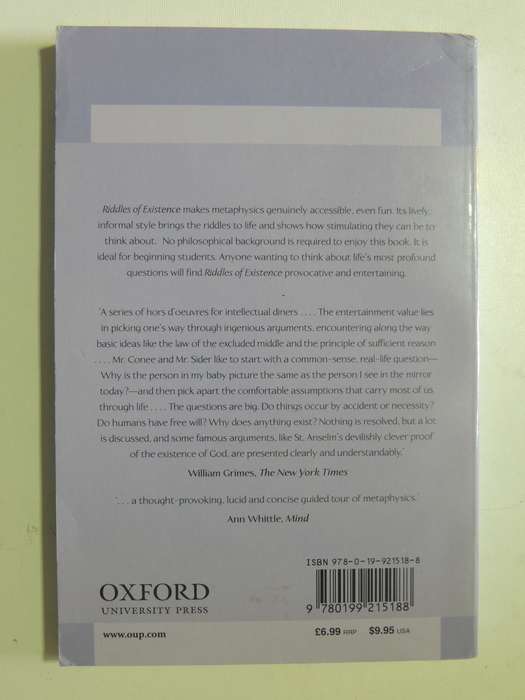 Riddles of Existence makes metaphysics genuinely accessible, even fun. Its lively,
informal style brings the riddles to life and shows how stimulating they can be to
think about. No philosophical background is required to enjoy this book. It is
ideal for beginning students. Anyone wanting to think about life's most profound
questions will find Riddles of Existence provocative and entertaining.
-
'A series of hors d'oeuvres for intellectual diners . . . . The entertainment value lies
in picking one's way through ingenious arguments, encountering along the way
basic ideas like the law of the excluded middle and the principle of sufficient reason
. . . . Mr. Conee and Mr. Sider like to start with a common-sense, real-life question—
Why is the person in my baby picture the same as the person I see in the mirror
today?—and then pick apart the comfortable assumptions that carry most of us
through life . . . . The questions are big. Do things occur by accident or necessity?
Do humans have free will? Why does anything exist? Nothing is resolved, but a lot
is discussed, and some famous arguments, like St. Anselm's devilishly clever proof
of the existence of God, are presented clearly and understandably.'
William Grimes, The New York Times
'. . . a thought-provoking, lucid and concise guided tour of metaphysics.'
Ann Whittle, Mind
ISBN 978-0-19-921518-8
9 780199 215188
OXFORD
UNIVERSITY PRESS
www.oup.com
£6.99 RRP $9.95 USA